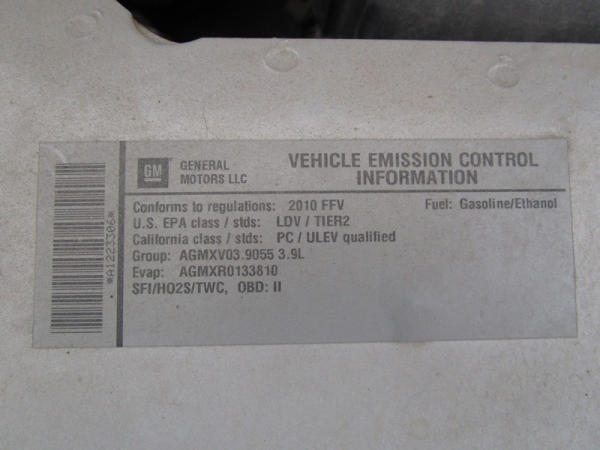 GM
GENERAL
MOTORS LLC
VEHICLE EMISSION CONTROL
INFORMATION
Conforms to regulations: 2010 FFV Fuel: Gasoline/Ethanol
U.S. EPA class / stds: LDV / TIER2
California class / stds: PC / ULEV qualified
Group: AGMXV03.9055 3.9L
Evap: AGMXR0133810
SFI/HO2S/TWC, OBD: II
*A1223306*